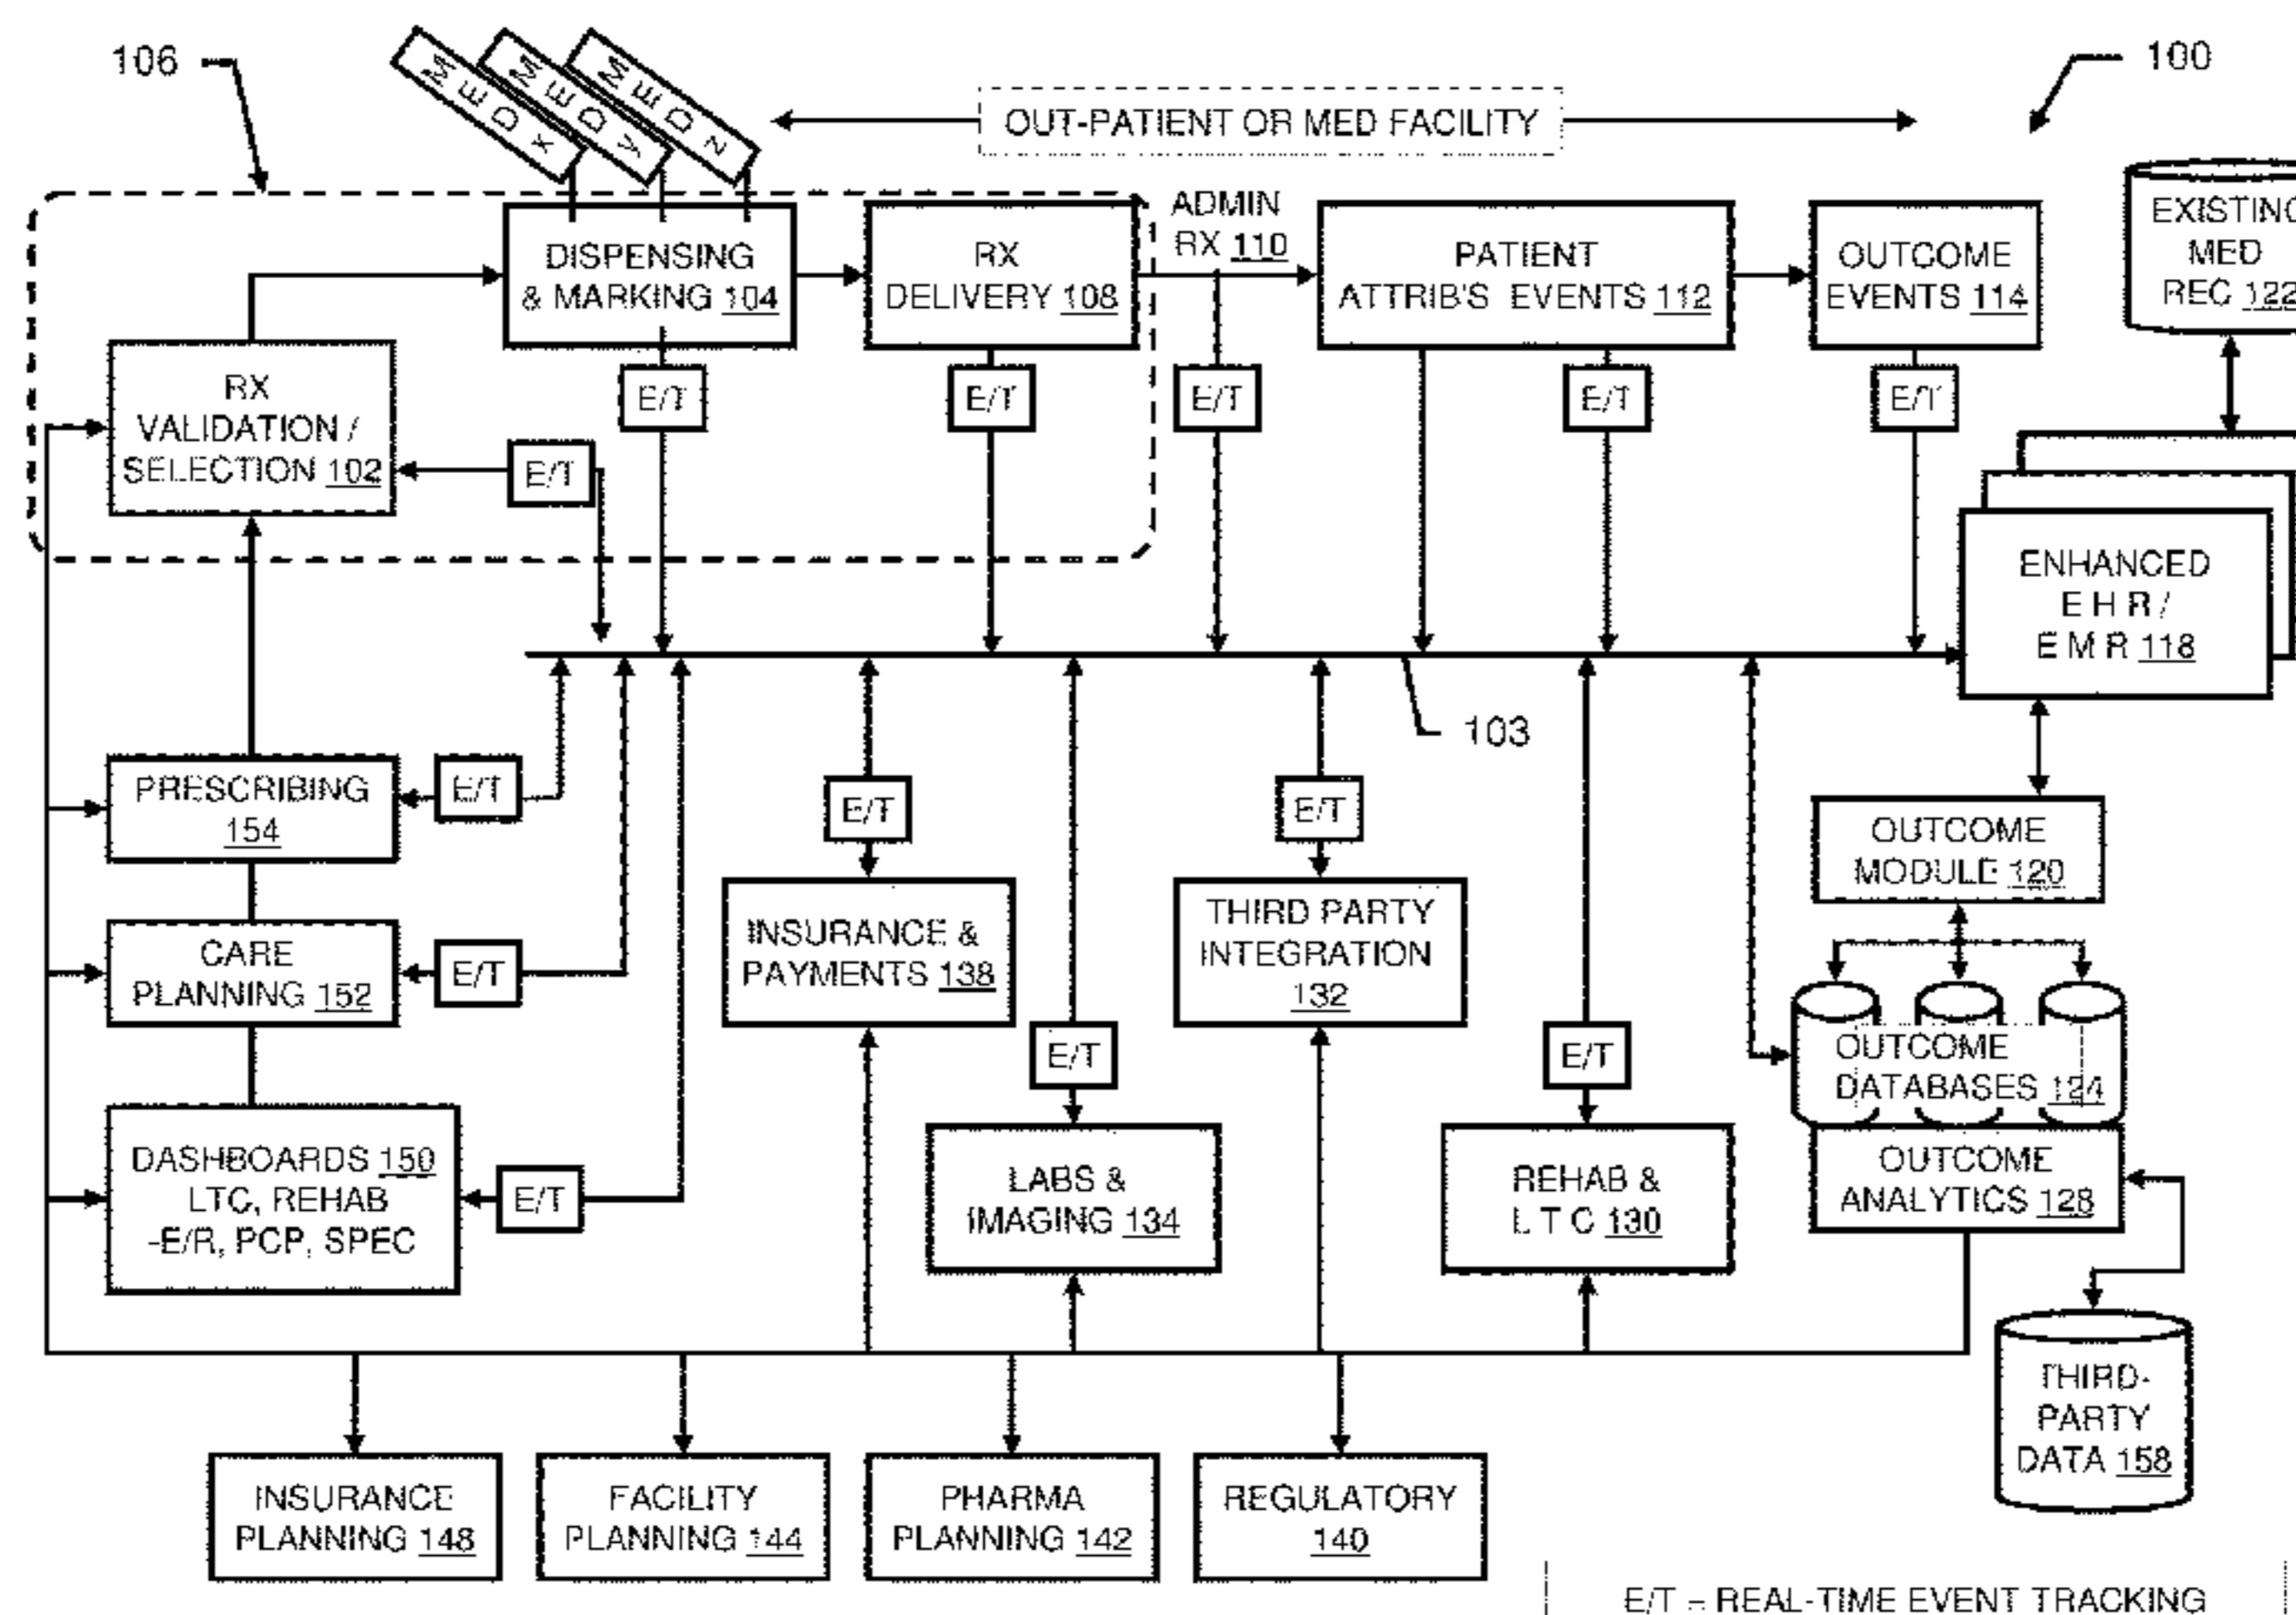 106
MED x
MED y
MED z
OUT-PATIENT OR MED FACILITY
100
DISPENSING
& MARKING 104
RX
DELIVERY 108
ADMIN
RX 110
PATIENT
ATTRIB'S EVENTS 112
OUTCOME
EVENTS 114
EXISTING
MED
REC 122
RX
VALIDATION /
SELECTION 102
E/T
E/T
E/T
E/T
E/T
E/T
ENHANCED
E H R /
E M R 118
103
PRESCRIBING
154
E/T
E/T
E/T
OUTCOME
MODULE 120
CARE
PLANNING 152
E/T
INSURANCE &
PAYMENTS 138
THIRD PARTY
INTEGRATION
132
E/T
E/T
OUTCOME
DATABASES 124
DASHBOARDS 150
LTC, REHAB
-E/R, PCP, SPEC
E/T
LABS &
IMAGING 134
REHAB &
L T C 130
OUTCOME
ANALYTICS 128
THIRD-
PARTY
DATA 158
INSURANCE
PLANNING 148
FACILITY
PLANNING 144
PHARMA
PLANNING 142
REGULATORY
140
E/T = REAL-TIME EVENT TRACKING